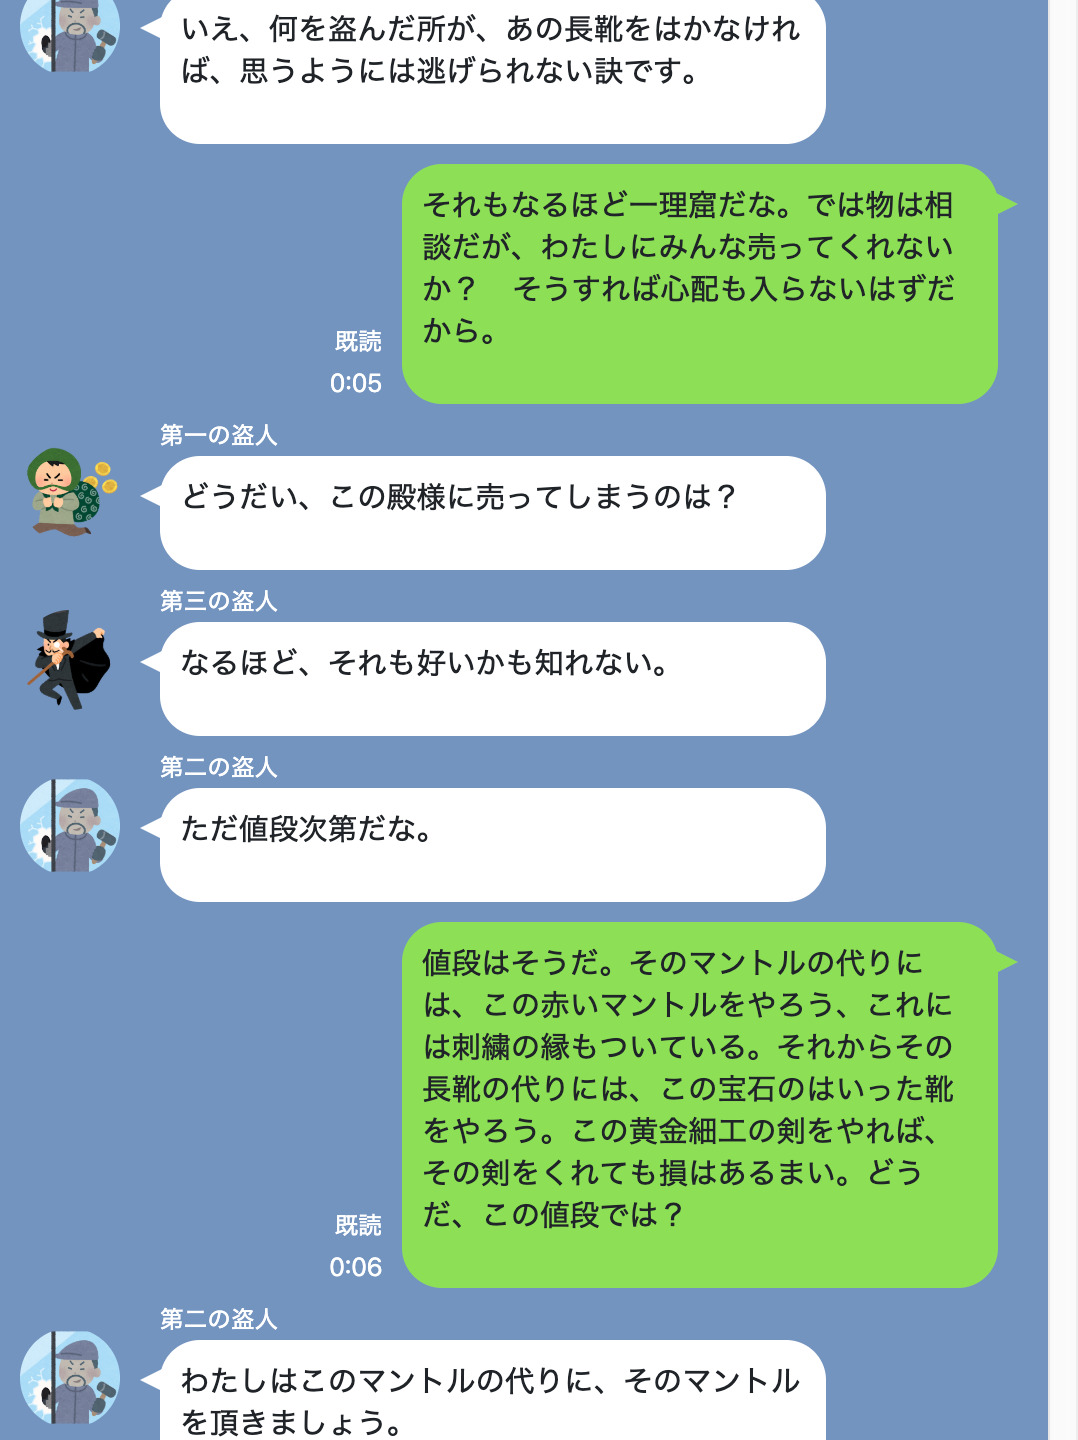 いえ、何を盗んだ所が、あの長靴をはかなけれ
ば、思うようには逃げられない訣です。
それもなるほど一理窟だな。では物は相
談だが、わたしにみんな売ってくれない
か？　そうすれば心配も入らないはずだ
から。
既読
0:05
第一の盗人
どうだい、この殿様に売ってしまうのは？
第三の盗人
なるほど、それも好いかも知れない。
第二の盗人
ただ値段次第だな。
値段はそうだ。そのマントルの代りに
は、この赤いマントルをやろう、これに
は刺繍の縁もついている。それからその
長靴の代りには、この宝石のはいった靴
をやろう。この黄金細工の剣をやれば、
その剣をくれても損はあるまい。どう
だ、この値段では？
既読
0:06
第二の盗人
わたしはこのマントルの代りに、そのマントル
を頂きましょう。